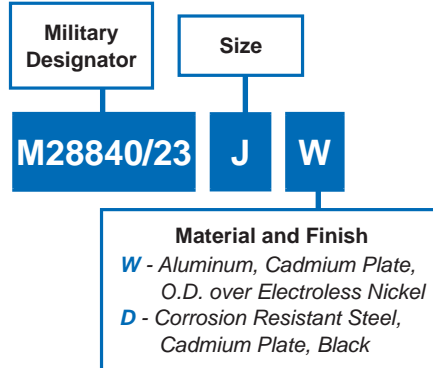 Military
Designator
Size
M28840/23
J
W
Material and Finish
W - Aluminum, Cadmium Plate,
O.D. over Electroless Nickel
D - Corrosion Resistant Steel,
Cadmium Plate, Black